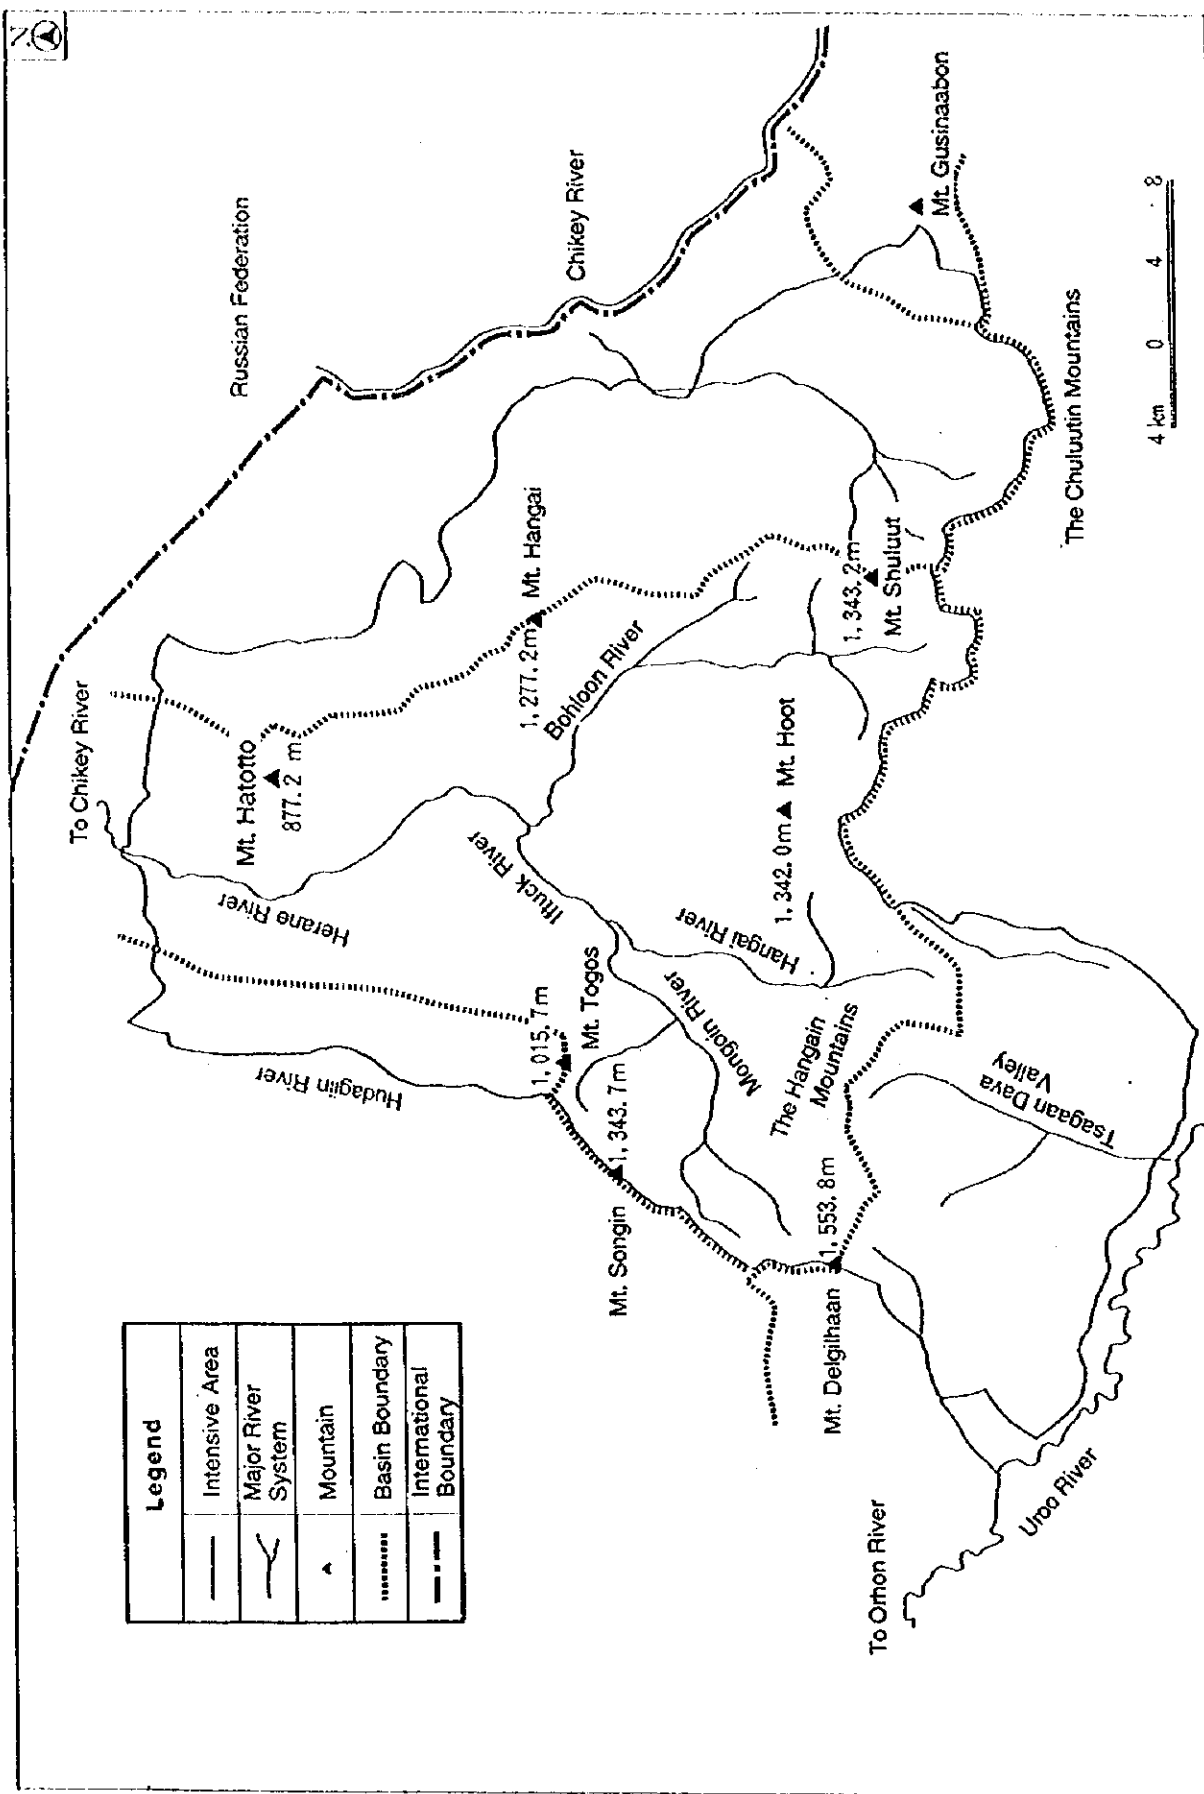 N
Russian Federation
To Chikey River
Chikey River
Mt. Gusinaabon
Mt. Hatotto
877.2 m
Herane River
Hudagiin River
Mt. Hangai
1,277.2m
Bohloon River
Iftuck River
1,015.7m
Mt. Togos
1,343.7m
Mt. Songin
Mongoin River
Hangai River
1,342.0m
Mt. Hoot
1,343.2m
Mt. Shuluut
The Chuluutin Mountains
The Hangain
Mountains
1,553.8m
Mt. Delgilhaan
Tsagaan Dava
Valley
To Orhon River
Uroo River
4 km 0 4 8
Legend
Intensive Area
Major River
System
Mountain
Basin Boundary
International
Boundary